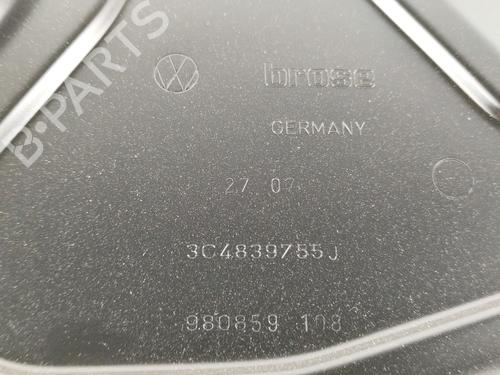 B-PARTS
brose
GERMANY
27 07
3C4839755J
980859 108